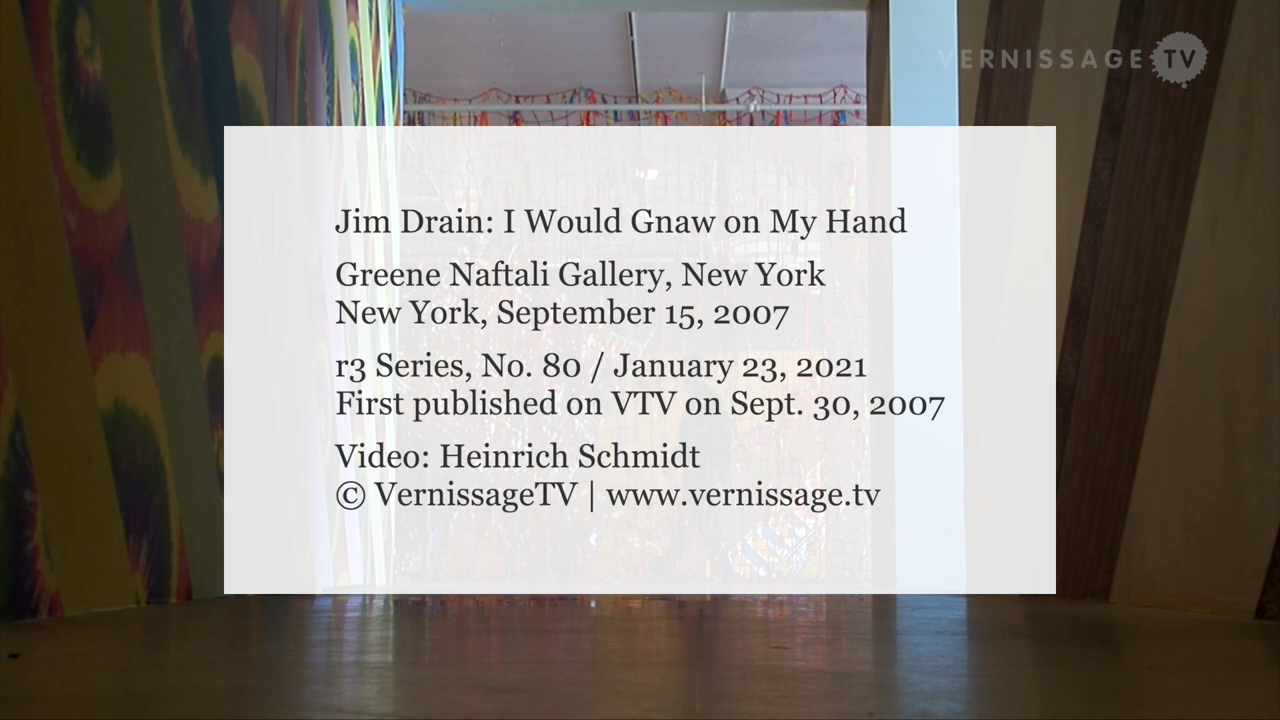 VERNISSAGE TV
Jim Drain: I Would Gnaw on My Hand
Greene Naftali Gallery, New York
New York, September 15, 2007
r3 Series, No. 80 / January 23, 2021
First published on VTV on Sept. 30, 2007
Video: Heinrich Schmidt
© VernissageTV | www.vernissage.tv